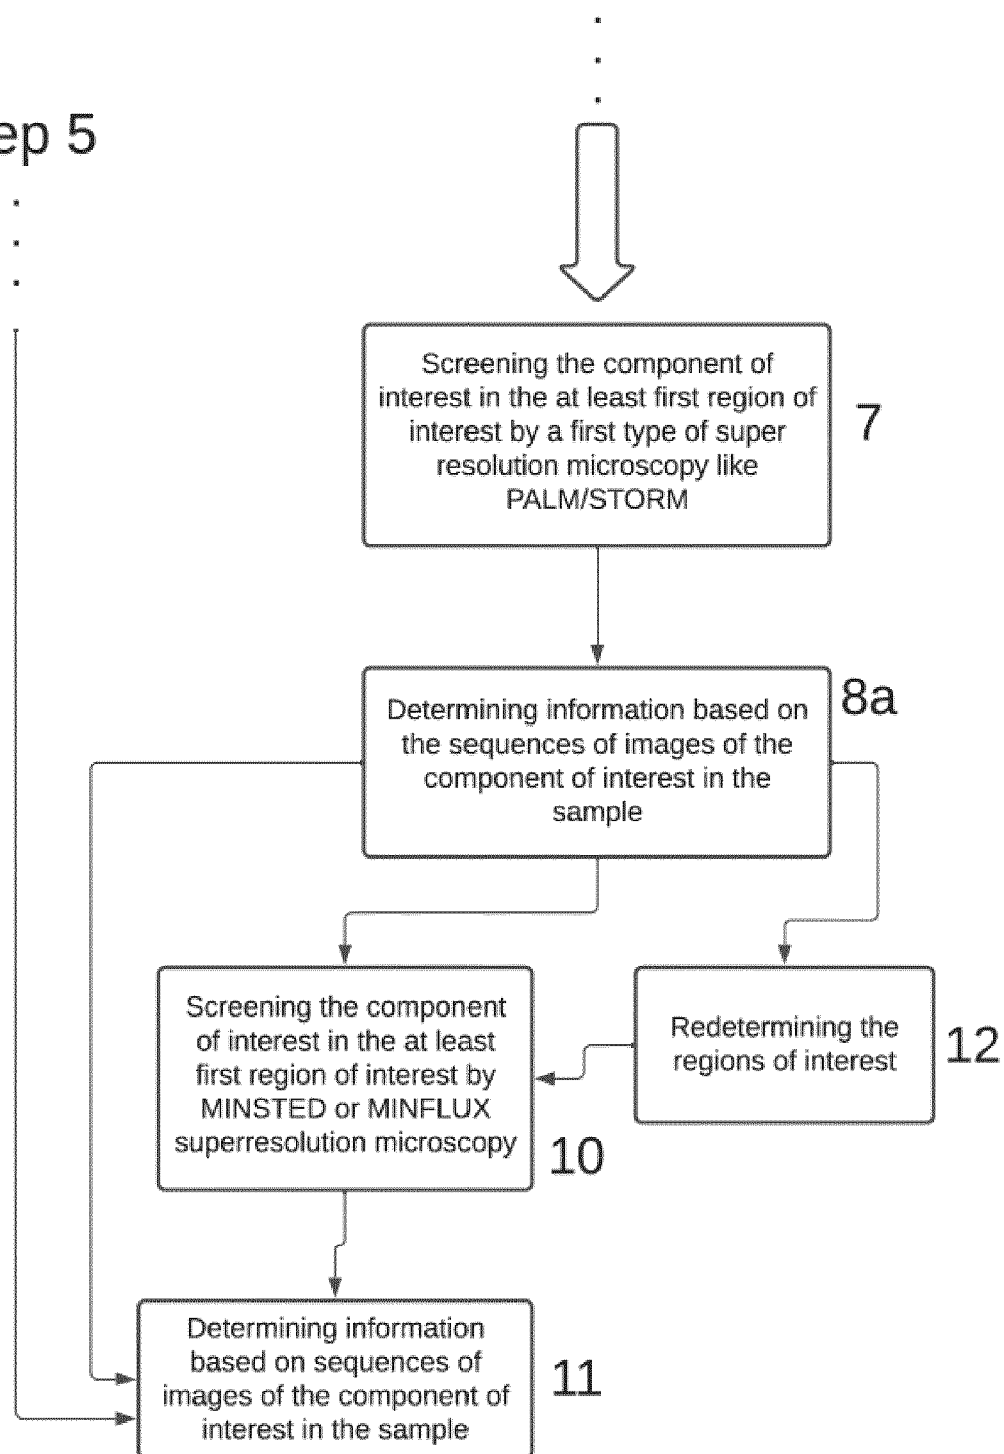 ep 5
Screening the component of
interest in the at least first region of
interest by a first type of super
resolution microscopy like
PALM/STORM
7
Determining information based on
the sequences of images of the
component of interest in the
sample
8a
Screening the component
of interest in the at least
first region of interest by
MINSTED or MINFLUX
superresolution microscopy
10
Redetermining the
regions of interest
12
Determining information
based on sequences of
images of the component of
interest in the sample
11